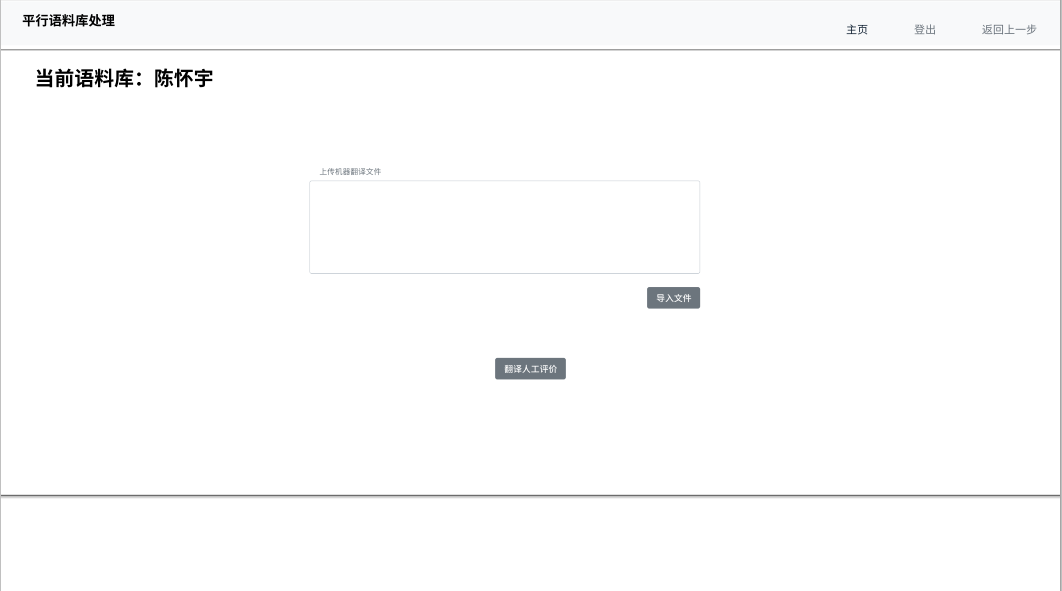 平行语料库处理
主页 登出 返回上一步
当前语料库：陈怀宇
上传机器翻译文件
导入文件
翻译人工评价